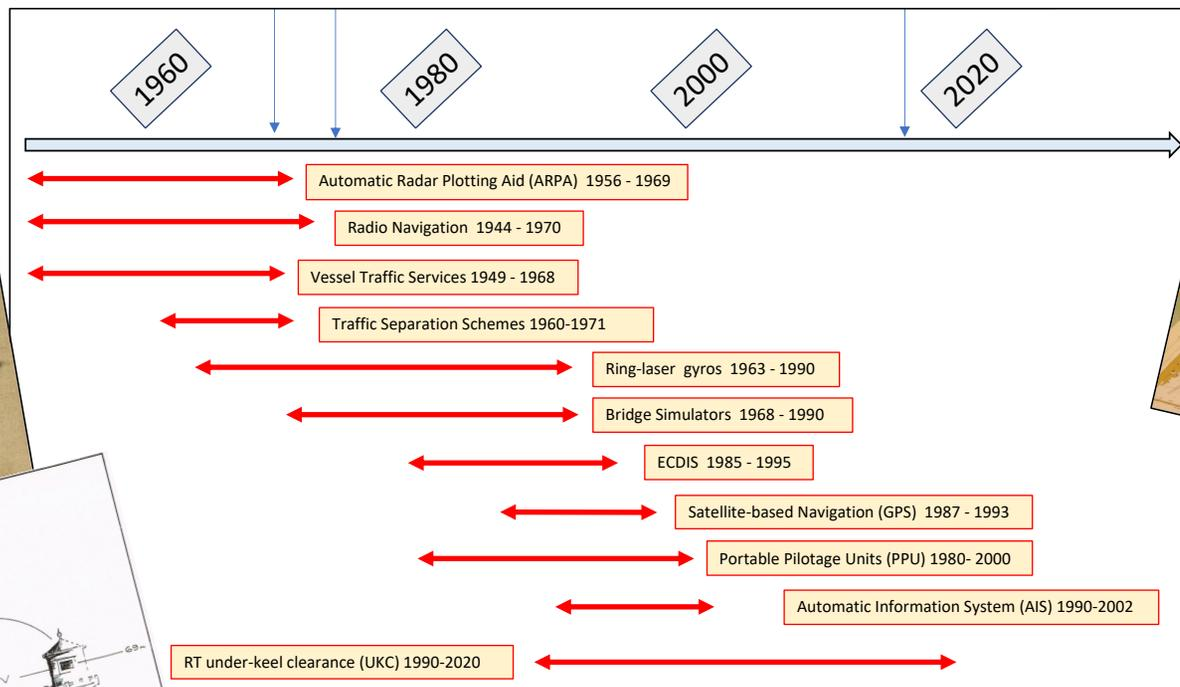 1960
1980
2000
2020
Automatic Radar Plotting Aid (ARPA) 1956 - 1969
Radio Navigation 1944 - 1970
Vessel Traffic Services 1949 - 1968
Traffic Separation Schemes 1960-1971
Ring-laser gyros 1963 - 1990
Bridge Simulators 1968 - 1990
ECDIS 1985 - 1995
Satellite-based Navigation (GPS) 1987 - 1993
Portable Pilotage Units (PPU) 1980- 2000
Automatic Information System (AIS) 1990-2002
RT under-keel clearance (UKC) 1990-2020